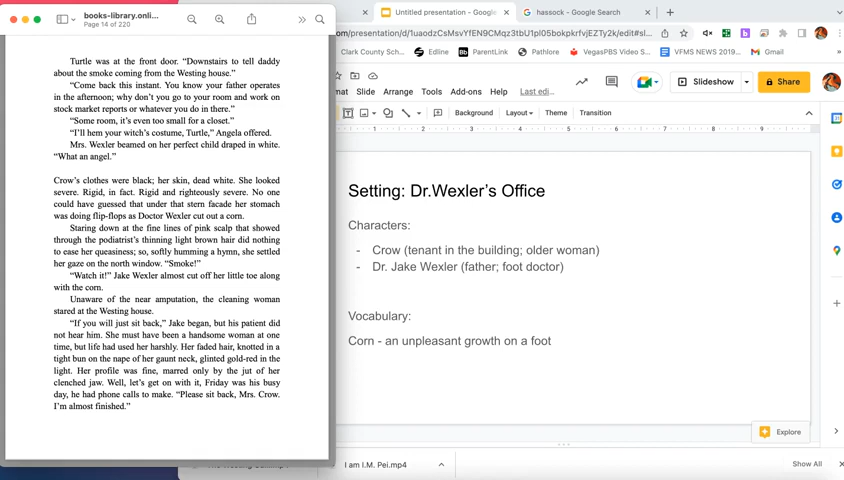 books-library.onli...
Page 14 of 220
Turtle was at the front door. “Downstairs to tell daddy
about the smoke coming from the Westing house.”
“Come back this instant. You know your father operates
in the afternoon; why don’t you go to your room and work on
stock market reports or whatever you do in there.”
“Some room, it’s even too small for a closet.”
“I’ll hem your witch’s costume, Turtle,” Angela offered.
Mrs. Wexler beamed on her perfect child draped in white.
“What an angel.”
Crow’s clothes were black; her skin, dead white. She looked
severe. Rigid, in fact. Rigid and righteously severe. No one
could have guessed that under that stern facade her stomach
was doing flip-flops as Doctor Wexler cut out a corn.
Staring down at the fine lines of pink scalp that showed
through the podiatrist’s thinning light brown hair did nothing
to ease her queasiness; so, softly humming a hymn, she settled
her gaze on the north window. “Smoke!”
“Watch it!” Jake Wexler almost cut off her little toe along
with the corn.
Unaware of the near amputation, the cleaning woman
stared at the Westing house.
“If you will just sit back,” Jake began, but his patient did
not hear him. She must have been a handsome woman at one
time, but life had used her harshly. Her faded hair, knotted in a
tight bun on the nape of her gaunt neck, glinted gold-red in the
light. Her profile was fine, marred only by the jut of her
clenched jaw. Well, let’s get on with it, Friday was his busy
day, he had phone calls to make. “Please sit back, Mrs. Crow.
I’m almost finished.”
Untitled presentation - Google
hassock - Google Search
/presentation/d/1uaodzCsMsvYfEN9CMqz3tbU1pl05bokpkrfvjEZTy2k/edit#sl...
Clark County Sch... Edline ParentLink Pathlore VegasPBS Video S... VFMS NEWS 20... Gmail
mat Slide Arrange Tools Add-ons Help Last edi...
Slideshow Share
Background Layout Theme Transition
1 2 3 4 5 6 7 8 9
Setting: Dr.Wexler’s Office
Characters:
- Crow (tenant in the building; older woman)
- Dr. Jake Wexler (father; foot doctor)
Vocabulary:
Corn - an unpleasant growth on a foot
Explore
I am I.M. Pei.mp4
Show All